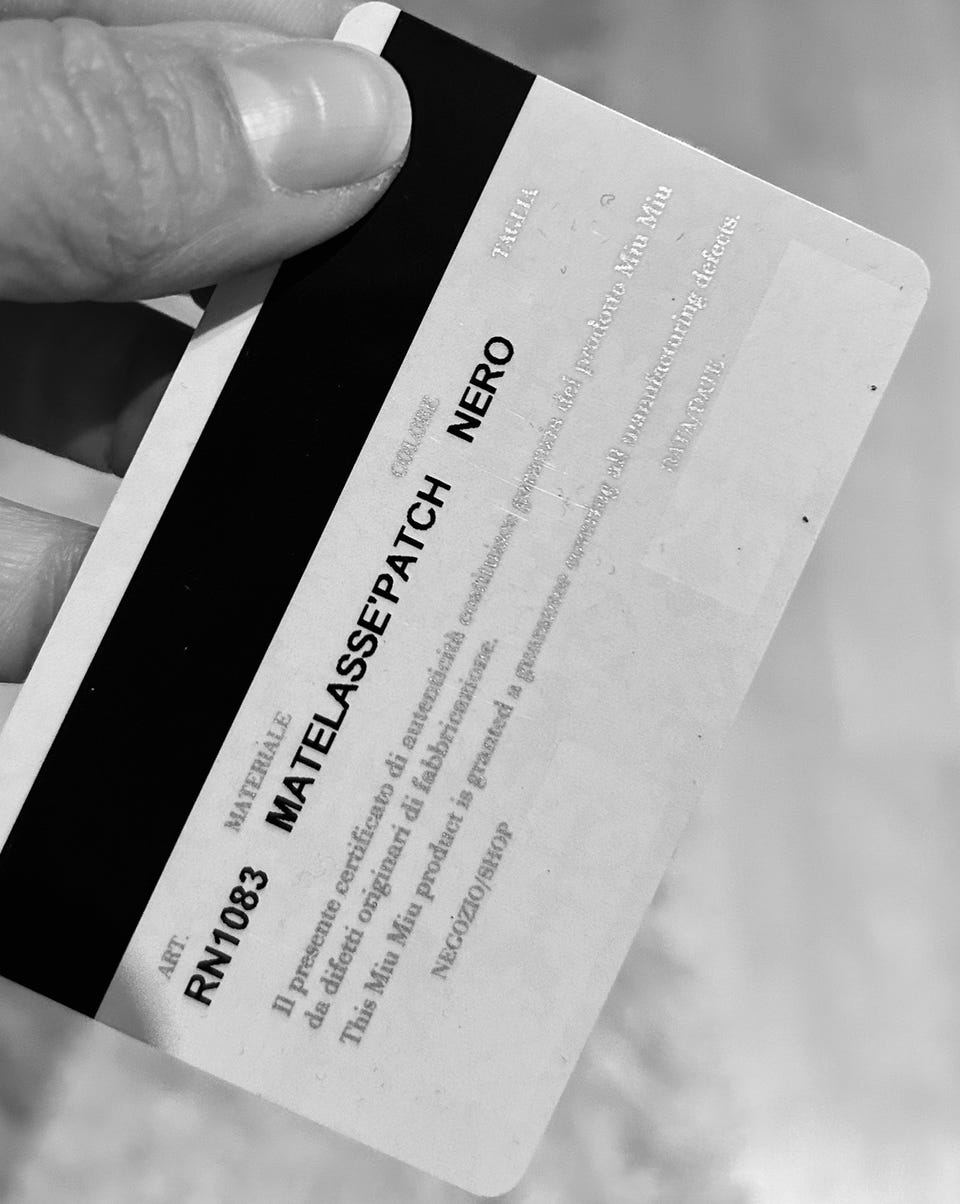 ART. MATERIALE COLORE TAGLIA
RN1083 MATELASSE'PATCH NERO
Il presente certificato di autenticità costituisce garanzia del prodotto Miu Miu
da difetti originari di fabbricazione.
This Miu Miu product is granted a guarantee covering all manufacturing defects.
NEGOZIO/SHOP DATA/DATE